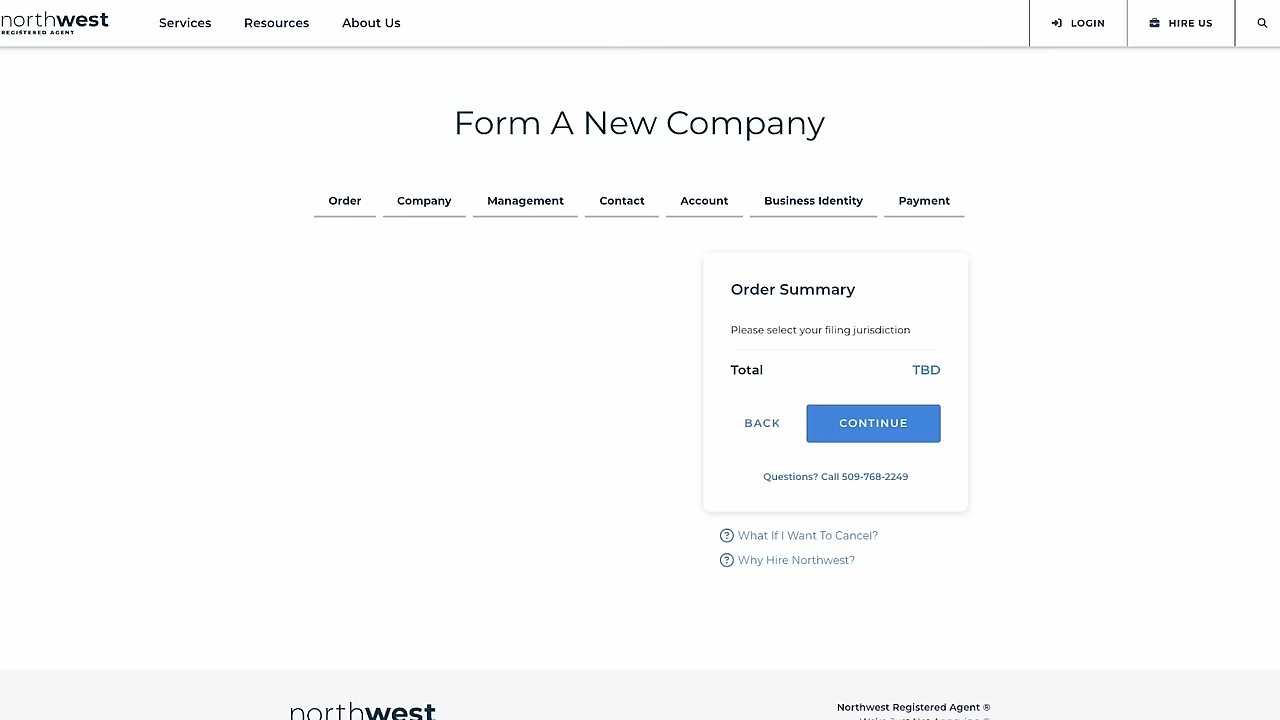 northwest
REGISTERED AGENT
Services
Resources
About Us
LOGIN
HIRE US
Form A New Company
Order
Company
Management
Contact
Account
Business Identity
Payment
Order Summary
Please select your filing jurisdiction
Total
TBD
BACK
CONTINUE
Questions? Call 509-768-2249
What If I Want To Cancel?
Why Hire Northwest?
northwest
Northwest Registered Agent ®